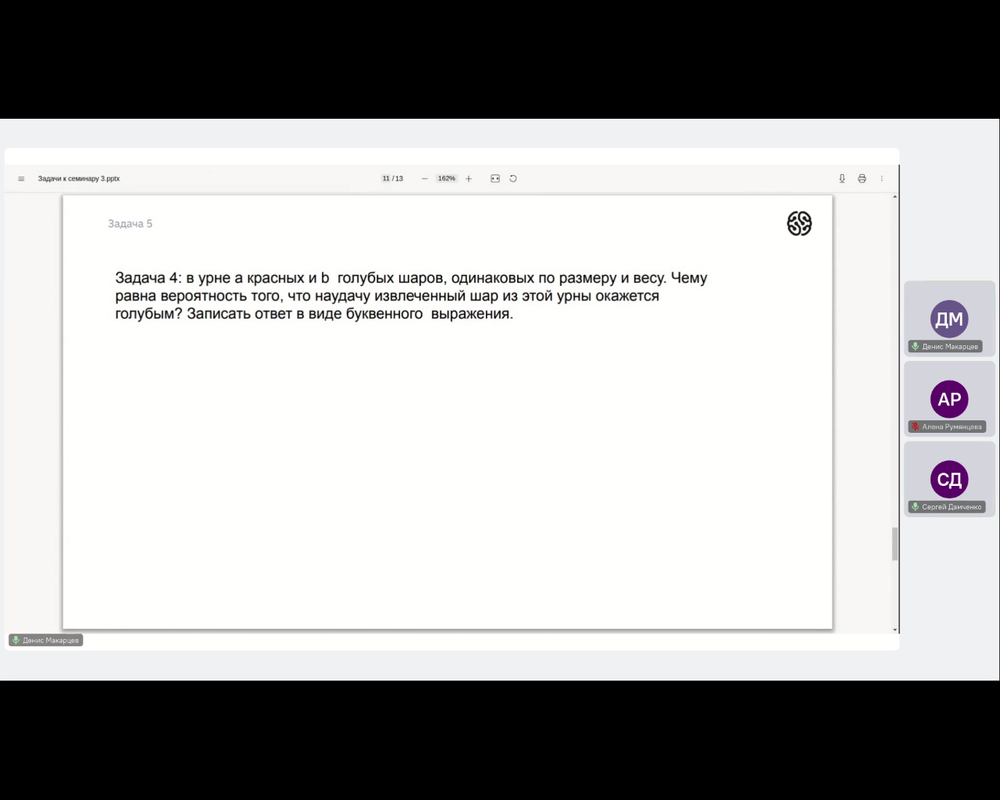 Задачи к семинару 3.pptx
11 / 13
162%
Задача 5
Задача 4: в урне a красных и b голубых шаров, одинаковых по размеру и весу. Чему
равна вероятность того, что наудачу извлеченный шар из этой урны окажется
голубым? Записать ответ в виде буквенного выражения.
ДМ
Денис Макарцев
АР
Алена Румянцева
СД
Сергей Дамченко
Денис Макарцев